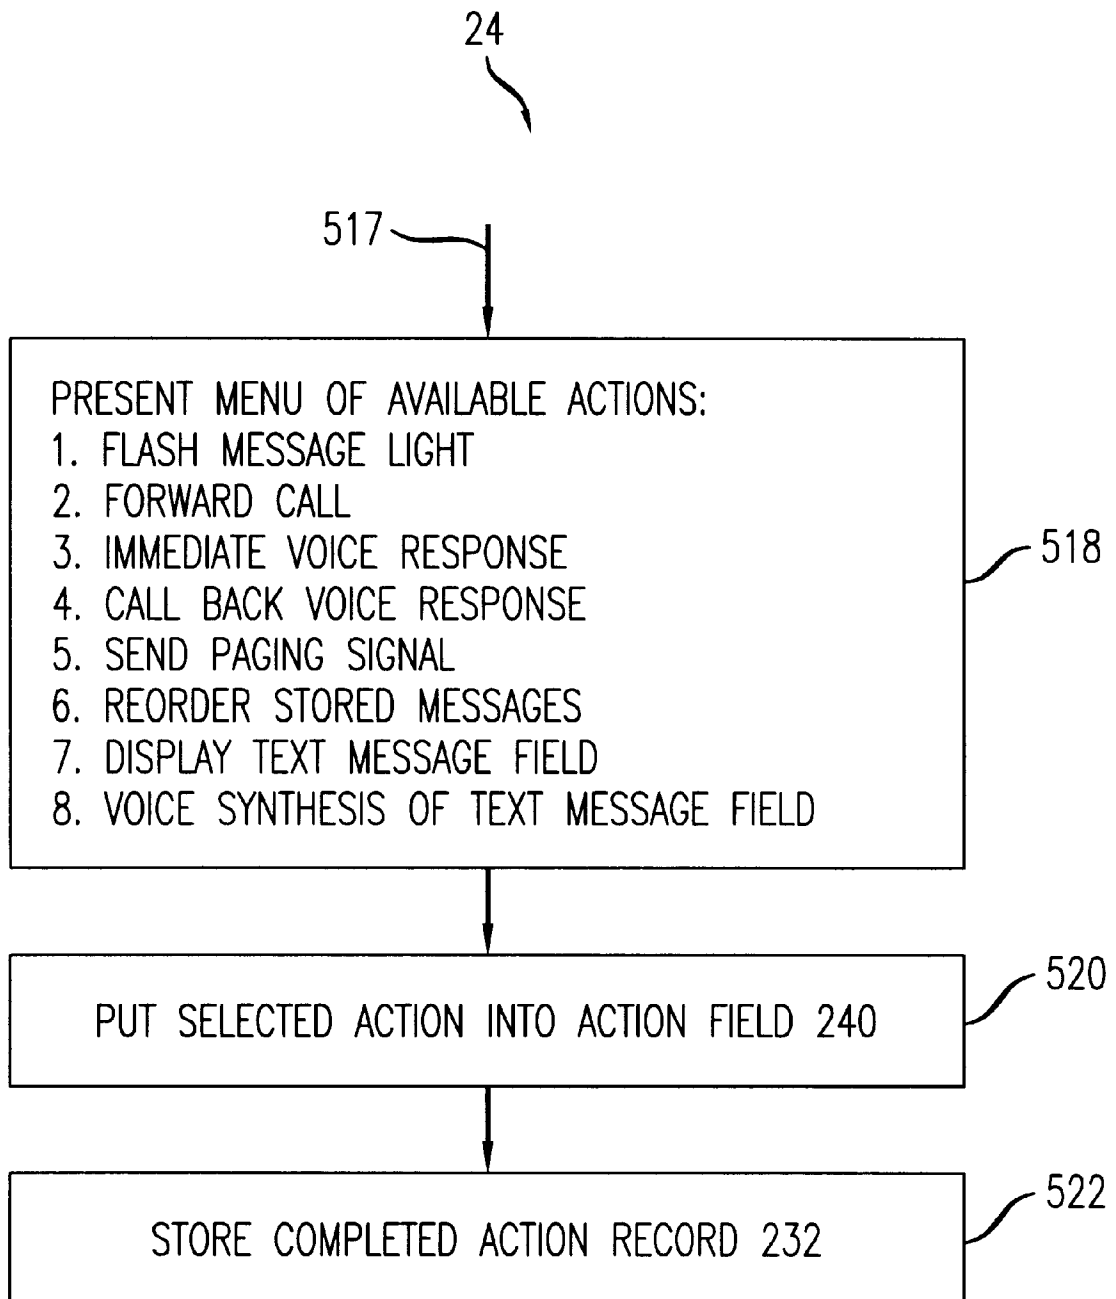 24
517
PRESENT MENU OF AVAILABLE ACTIONS:
1. FLASH MESSAGE LIGHT
2. FORWARD CALL
3. IMMEDIATE VOICE RESPONSE
4. CALL BACK VOICE RESPONSE
5. SEND PAGING SIGNAL
6. REORDER STORED MESSAGES
7. DISPLAY TEXT MESSAGE FIELD
8. VOICE SYNTHESIS OF TEXT MESSAGE FIELD
518
PUT SELECTED ACTION INTO ACTION FIELD 240
520
STORE COMPLETED ACTION RECORD 232
522